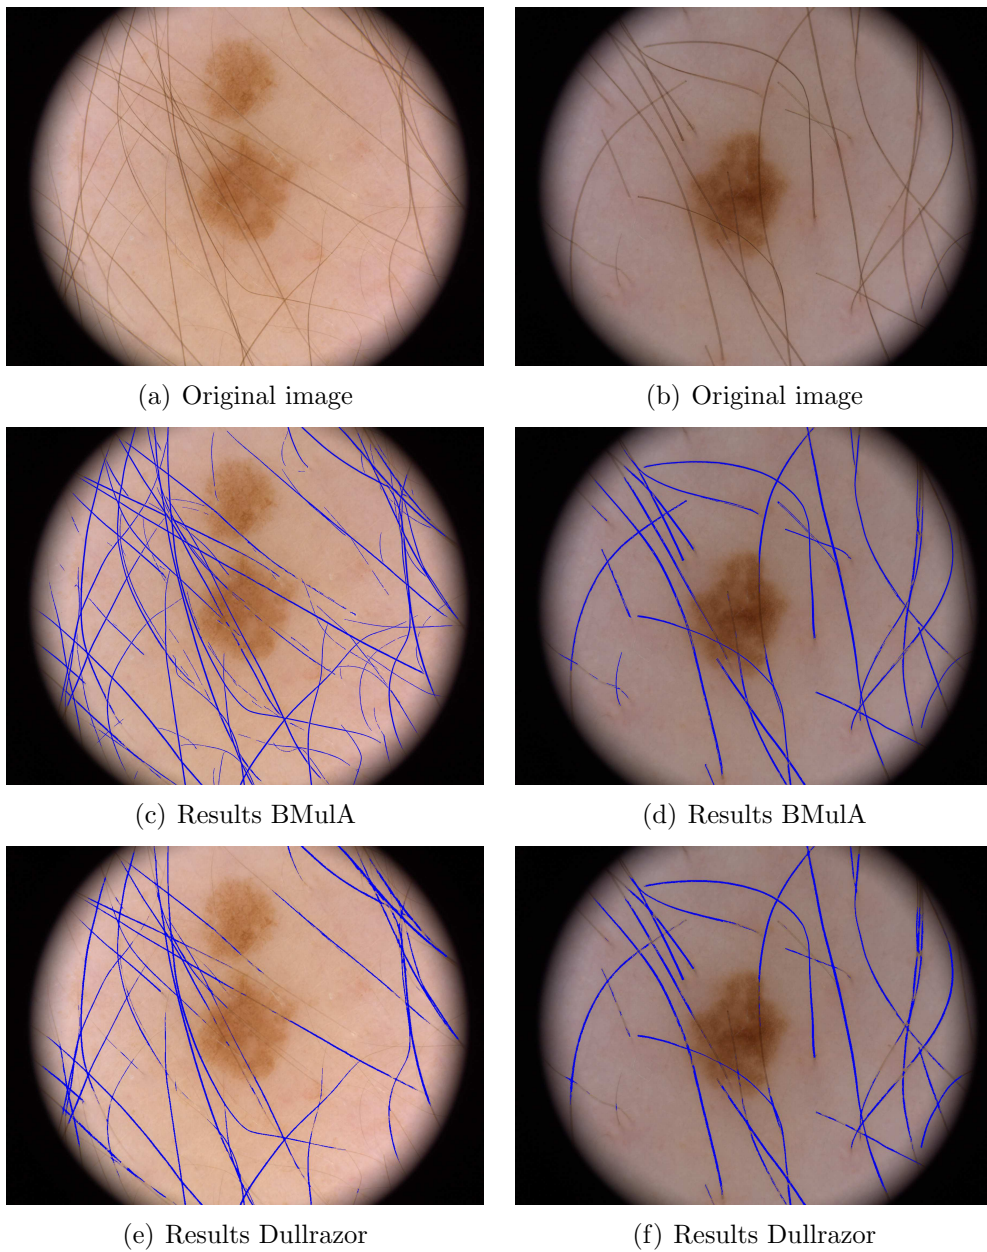 (a) Original image
(b) Original image
(c) Results BMulA
(d) Results BMulA
(e) Results Dullrazor
(f) Results Dullrazor